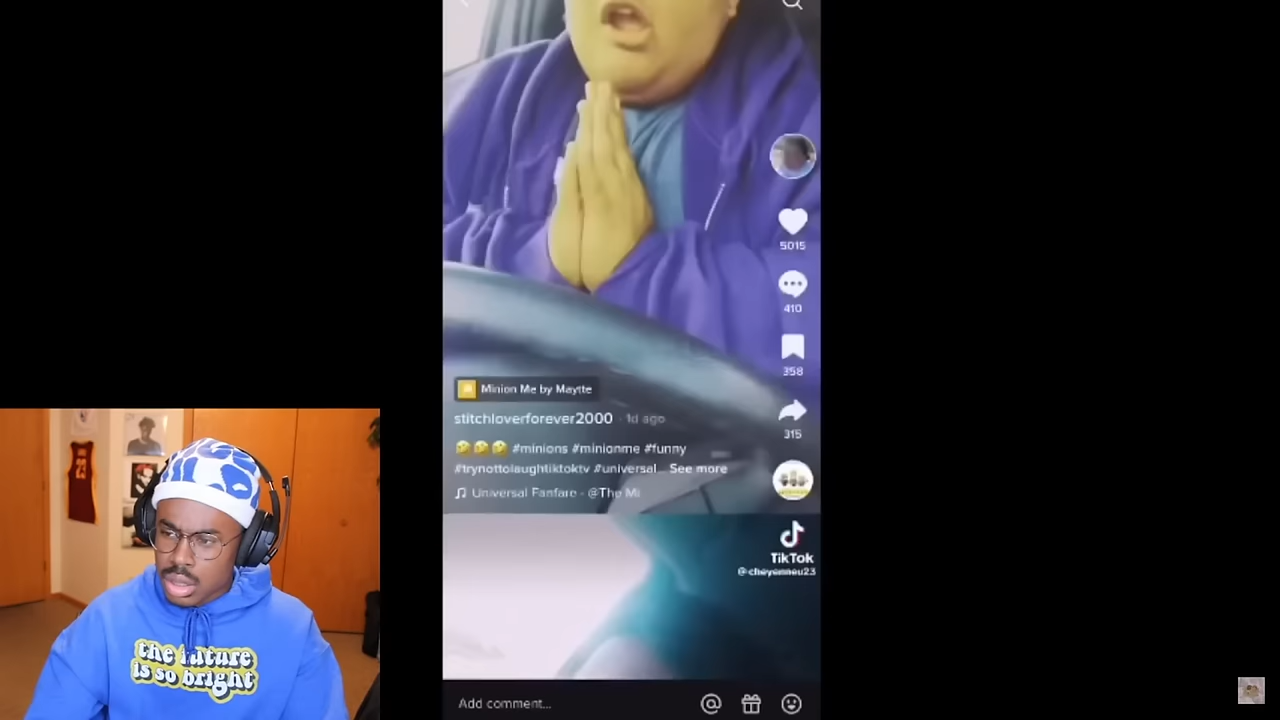 5015
410
358
315
Minion Me by Maytte
stitchloverforever2000 · 1d ago
🤣🤣🤣 #minions #minionme #funny
#trynottolaughtiktoktv #universal... See more
Universal Fanfare - @The Mi
TikTok
@cheyenneu23
Add comment...
the future
is so bright